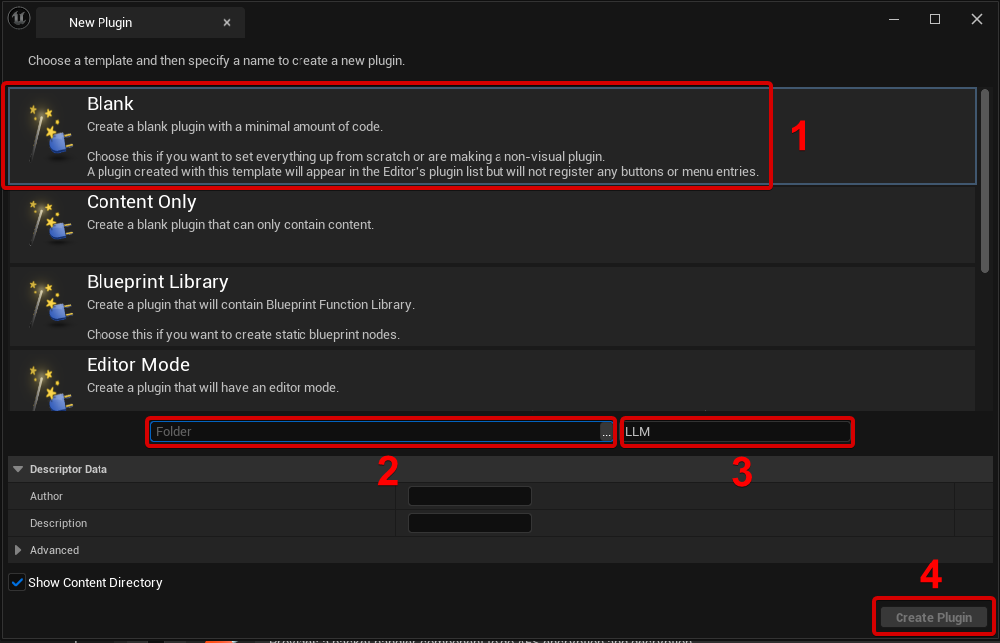 New Plugin
Choose a template and then specify a name to create a new plugin.
Blank
Create a blank plugin with a minimal amount of code.
Choose this if you want to set everything up from scratch or are making a non-visual plugin.
A plugin created with this template will appear in the Editor's plugin list but will not register any buttons or menu entries.
1
Content Only
Create a blank plugin that can only contain content.
Blueprint Library
Create a plugin that will contain Blueprint Function Library.
Choose this if you want to create static blueprint nodes.
Editor Mode
Create a plugin that will have an editor mode.
Folder ... LLM
2 3
Descriptor Data
Author
Description
Advanced
Show Content Directory
4
Create Plugin